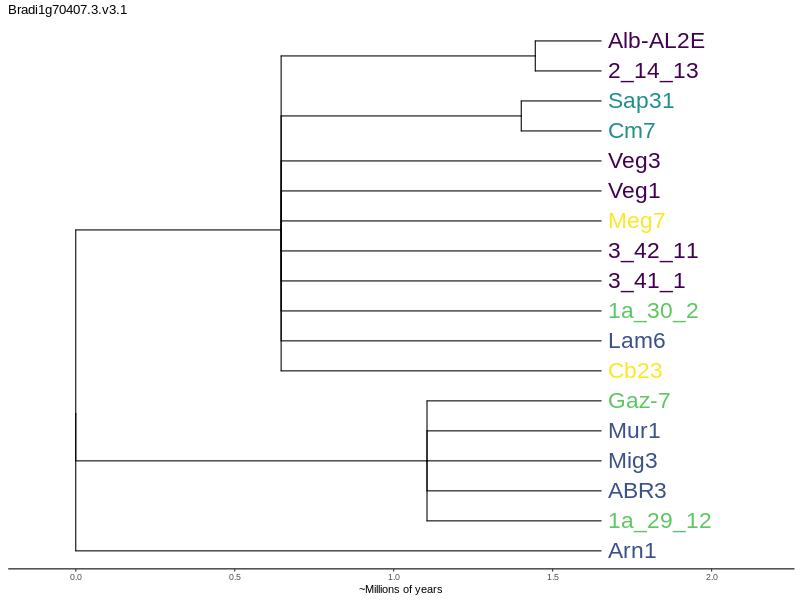 Bradi1g70407.3.v3.1
Alb-AL2E
2_14_13
Sap31
Cm7
Veg3
Veg1
Meg7
3_42_11
3_41_1
1a_30_2
Lam6
Cb23
Gaz-7
Mur1
Mig3
ABR3
1a_29_12
Arn1
0.0 0.5 1.0 1.5 2.0
~Millions of years